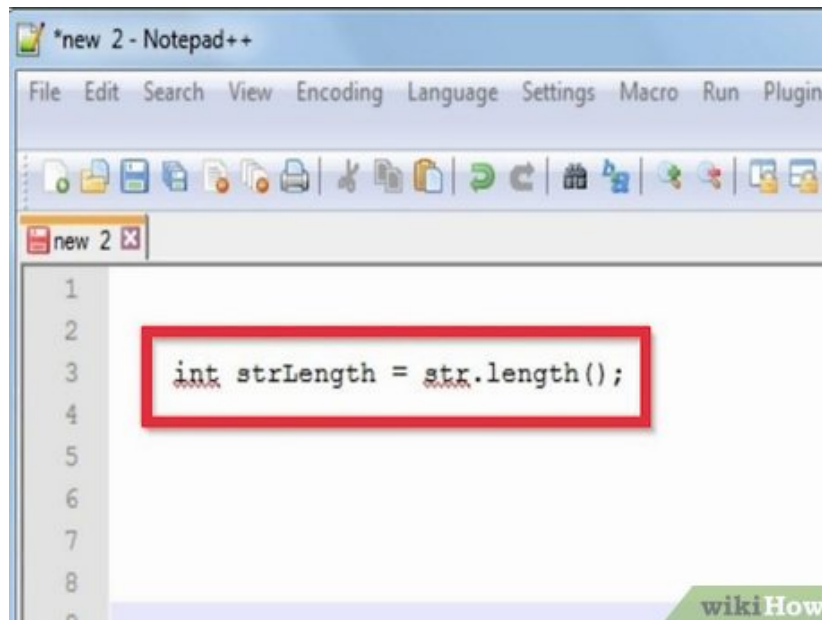 *new 2 - Notepad++
File Edit Search View Encoding Language Settings Macro Run Plugin
new 2
1
2
3 int strLength = str.length();
4
5
6
7
8
wikiHow